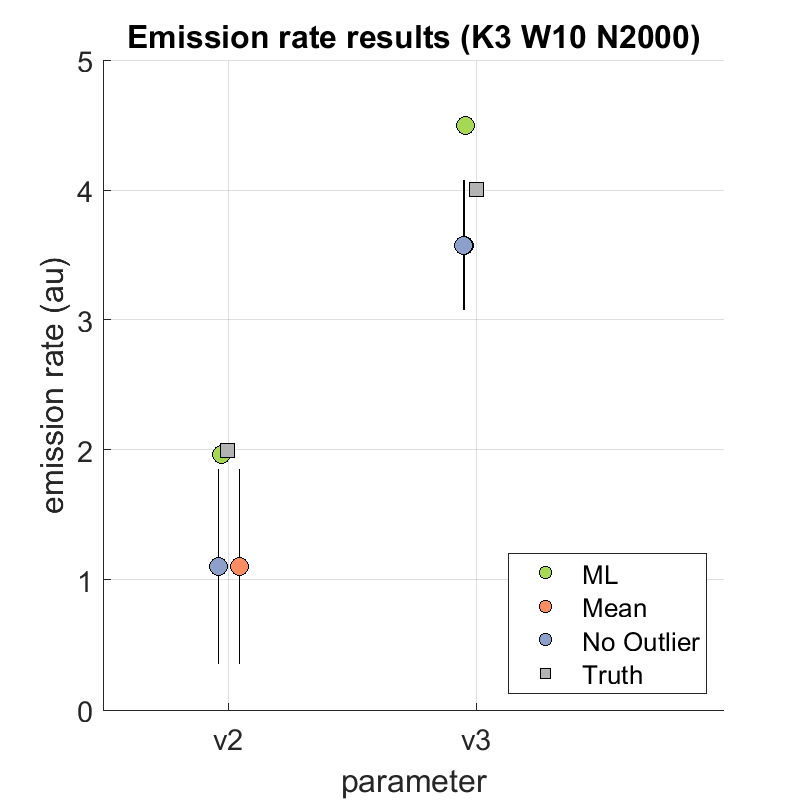 Emission rate results (K3 W10 N2000)
5
4
3
2
1
0
emission rate (au)
v2
v3
parameter
ML
Mean
No Outlier
Truth